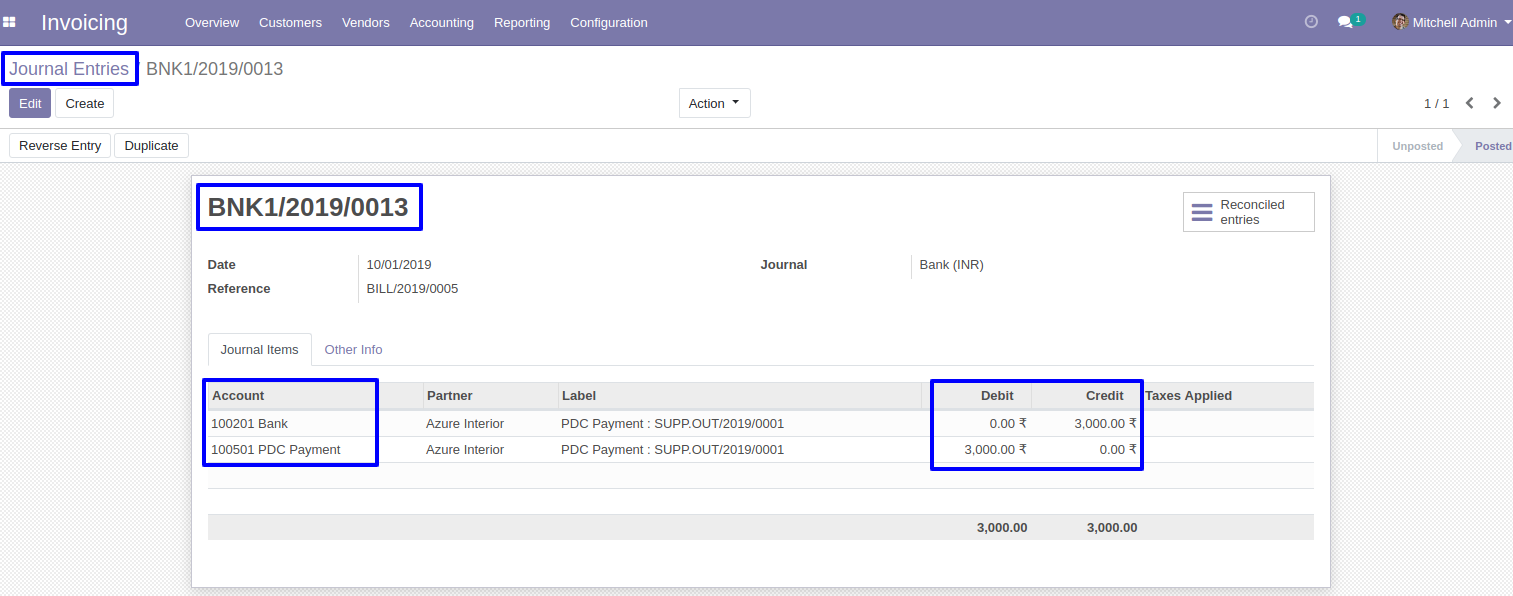 Invoicing Overview Customers Vendors Accounting Reporting Configuration 1 Mitchell Admin
Journal Entries / BNK1/2019/0013
Edit Create Action 1 / 1
Reverse Entry Duplicate Unposted Posted
BNK1/2019/0013
Reconciled entries
Date 10/01/2019 Journal Bank (INR)
Reference BILL/2019/0005
Journal Items Other Info
Account Partner Label Debit Credit Taxes Applied
100201 Bank Azure Interior PDC Payment : SUPP.OUT/2019/0001 0.00 ₹ 3,000.00 ₹
100501 PDC Payment Azure Interior PDC Payment : SUPP.OUT/2019/0001 3,000.00 ₹ 0.00 ₹
3,000.00 3,000.00